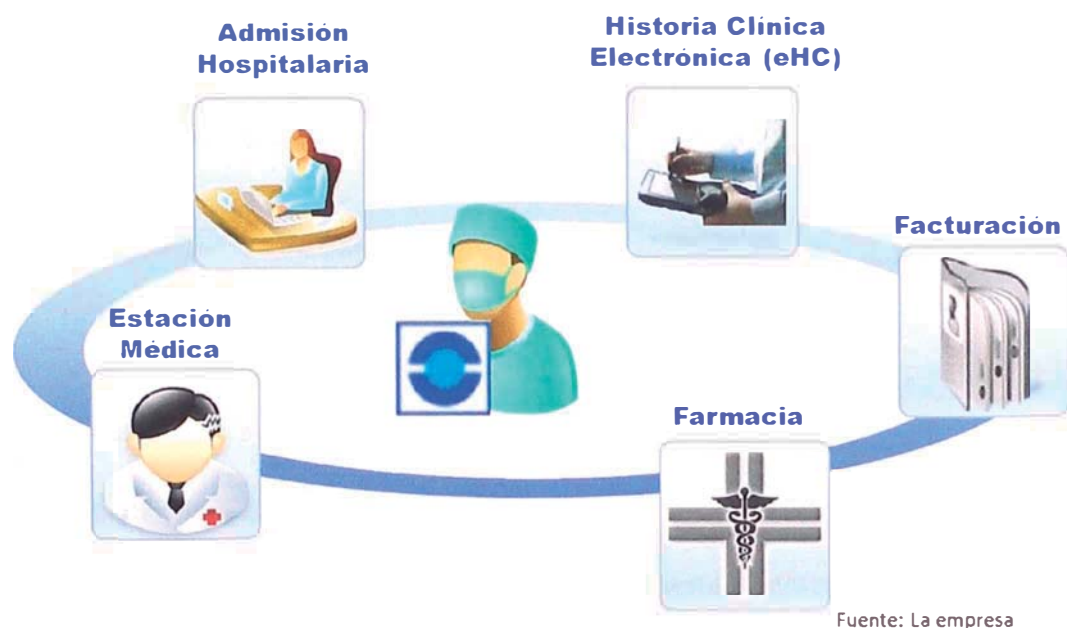 Admisión
Hospitalaria
Historia Clínica
Electrónica (eHC)
Facturación
Estación
Médica
Farmacia
Fuente: La empresa